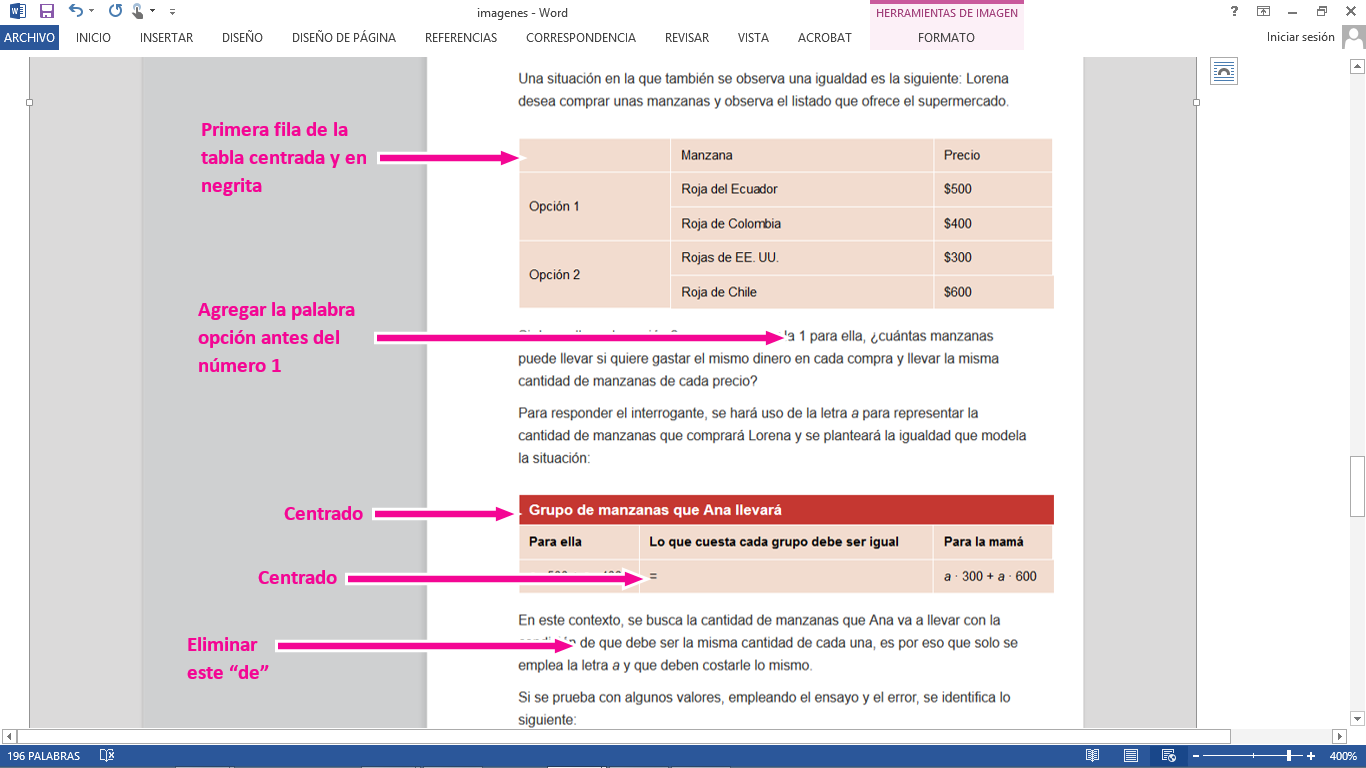 imagenes - Word
HERRAMIENTAS DE IMAGEN
?
ARCHIVO INICIO INSERTAR DISEÑO DISEÑO DE PÁGINA REFERENCIAS CORRESPONDENCIA REVISAR VISTA ACROBAT FORMATO Iniciar sesión
Una situación en la que también se observa una igualdad es la siguiente: Lorena
desea comprar unas manzanas y observa el listado que ofrece el supermercado.
Primera fila de la
tabla centrada y en
negrita
Manzana Precio
Opción 1
Roja del Ecuador $500
Roja de Colombia $400
Opción 2
Rojas de EE. UU. $300
Roja de Chile $600
Agregar la palabra
opción antes del
número 1
la 1 para ella, ¿cuántas manzanas
puede llevar si quiere gastar el mismo dinero en cada compra y llevar la misma
cantidad de manzanas de cada precio?
Para responder el interrogante, se hará uso de la letra a para representar la
cantidad de manzanas que comprará Lorena y se planteará la igualdad que modela
la situación:
Centrado
Grupo de manzanas que Ana llevará
Para ella Lo que cuesta cada grupo debe ser igual Para la mamá
Centrado
= a · 300 + a · 600
En este contexto, se busca la cantidad de manzanas que Ana va a llevar con la
de que debe ser la misma cantidad de cada una, es por eso que solo se
emplea la letra a y que deben costarle lo mismo.
Eliminar
este “de”
Si se prueba con algunos valores, empleando el ensayo y el error, se identifica lo
siguiente:
196 PALABRAS
400%